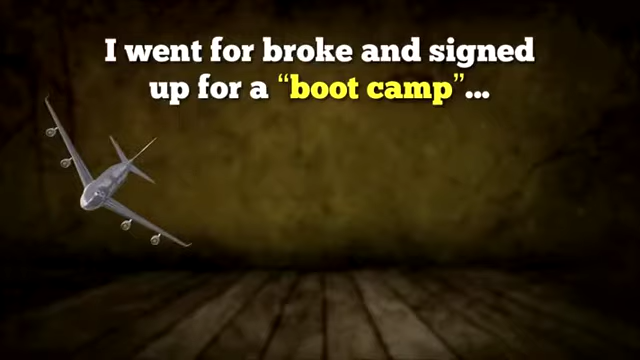 I went for broke and signed
up for a “boot camp”...